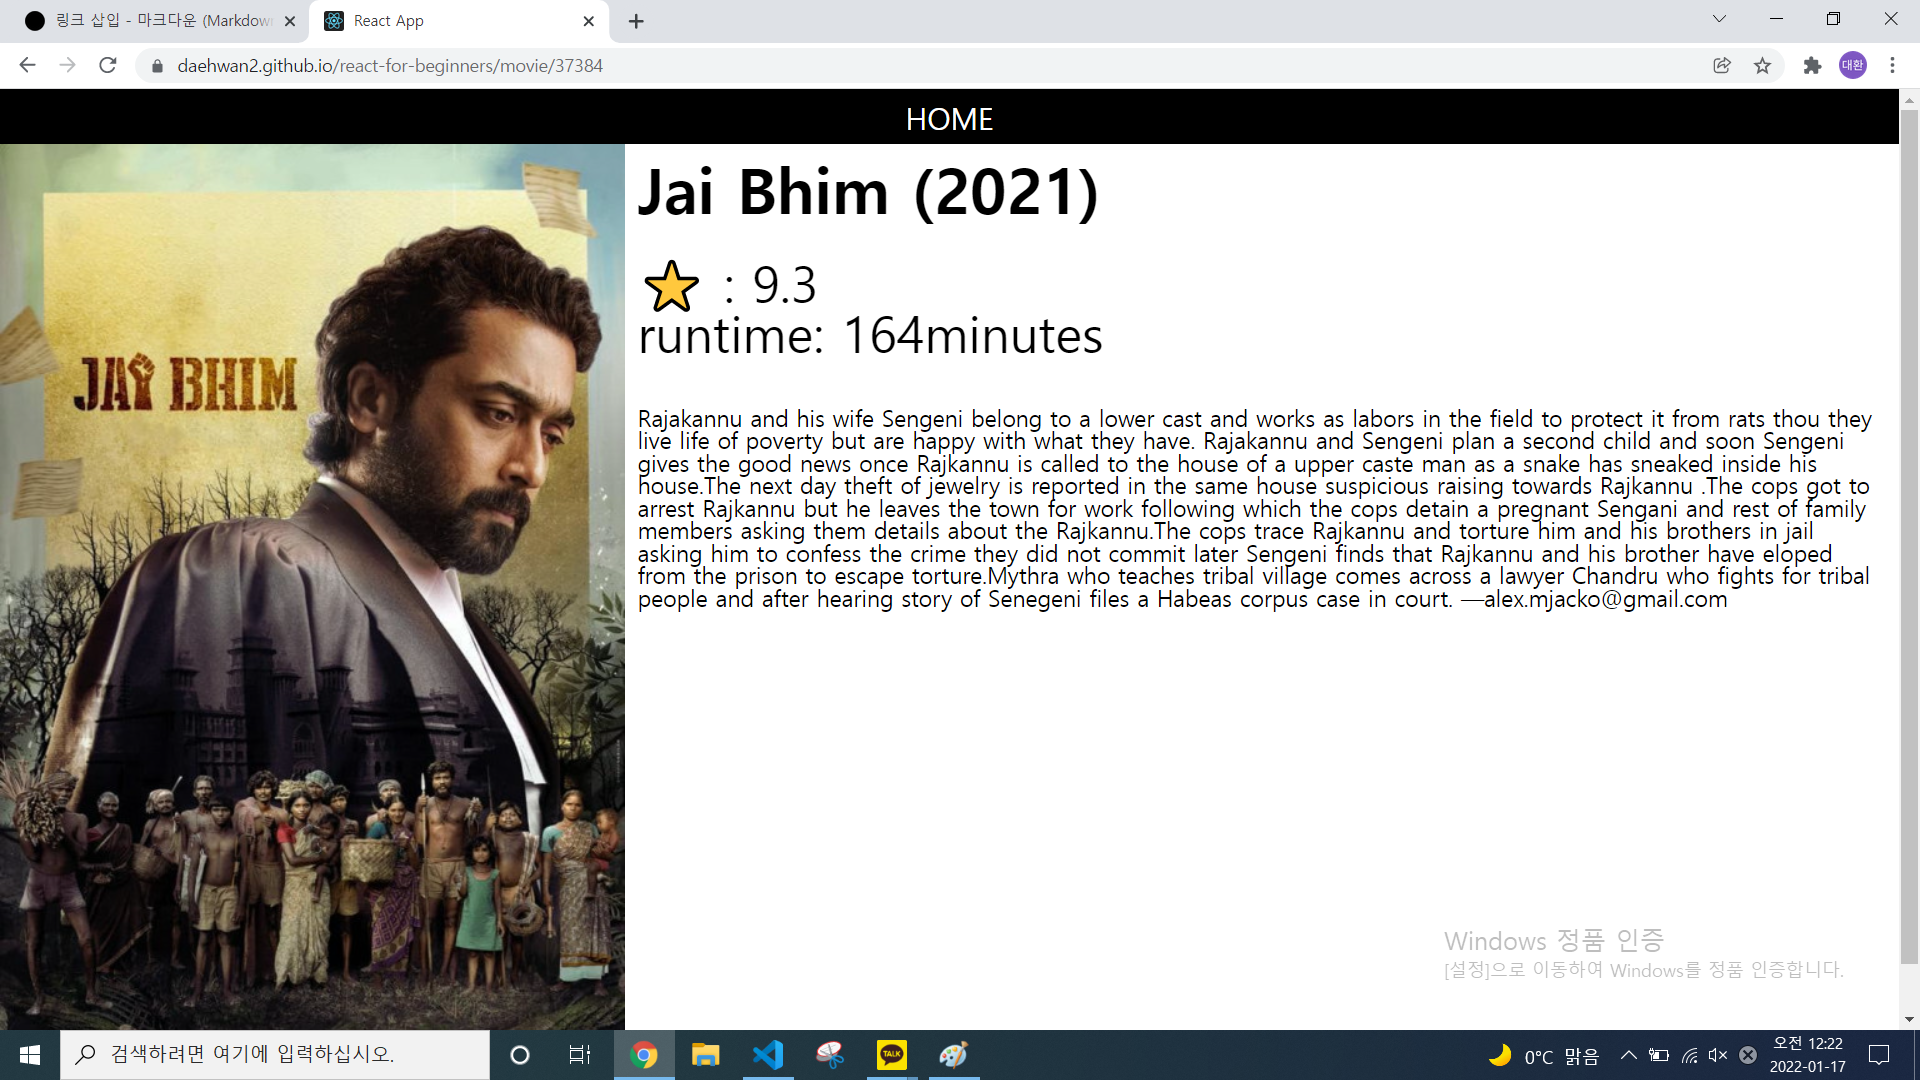 링크 삽입 - 마크다운 (Markdown
React App
daehwan2.github.io/react-for-beginners/movie/37384
대환
HOME
JAI BHIM
Jai Bhim (2021)
: 9.3
runtime: 164minutes
Rajakannu and his wife Sengeni belong to a lower cast and works as labors in the field to protect it from rats thou they
live life of poverty but are happy with what they have. Rajakannu and Sengeni plan a second child and soon Sengeni
gives the good news once Rajkannu is called to the house of a upper caste man as a snake has sneaked inside his
house.The next day theft of jewelry is reported in the same house suspicious raising towards Rajkannu .The cops got to
arrest Rajkannu but he leaves the town for work following which the cops detain a pregnant Sengani and rest of family
members asking them details about the Rajkannu.The cops trace Rajkannu and torture him and his brothers in jail
asking him to confess the crime they did not commit later Sengeni finds that Rajkannu and his brother have eloped
from the prison to escape torture.Mythra who teaches tribal village comes across a lawyer Chandru who fights for tribal
people and after hearing story of Senegeni files a Habeas corpus case in court. —alex.mjacko@gmail.com
Windows 정품 인증
[설정]으로 이동하여 Windows를 정품 인증합니다.
검색하려면 여기에 입력하십시오.
TALK
0°C 맑음
오전 12:22
2022-01-17